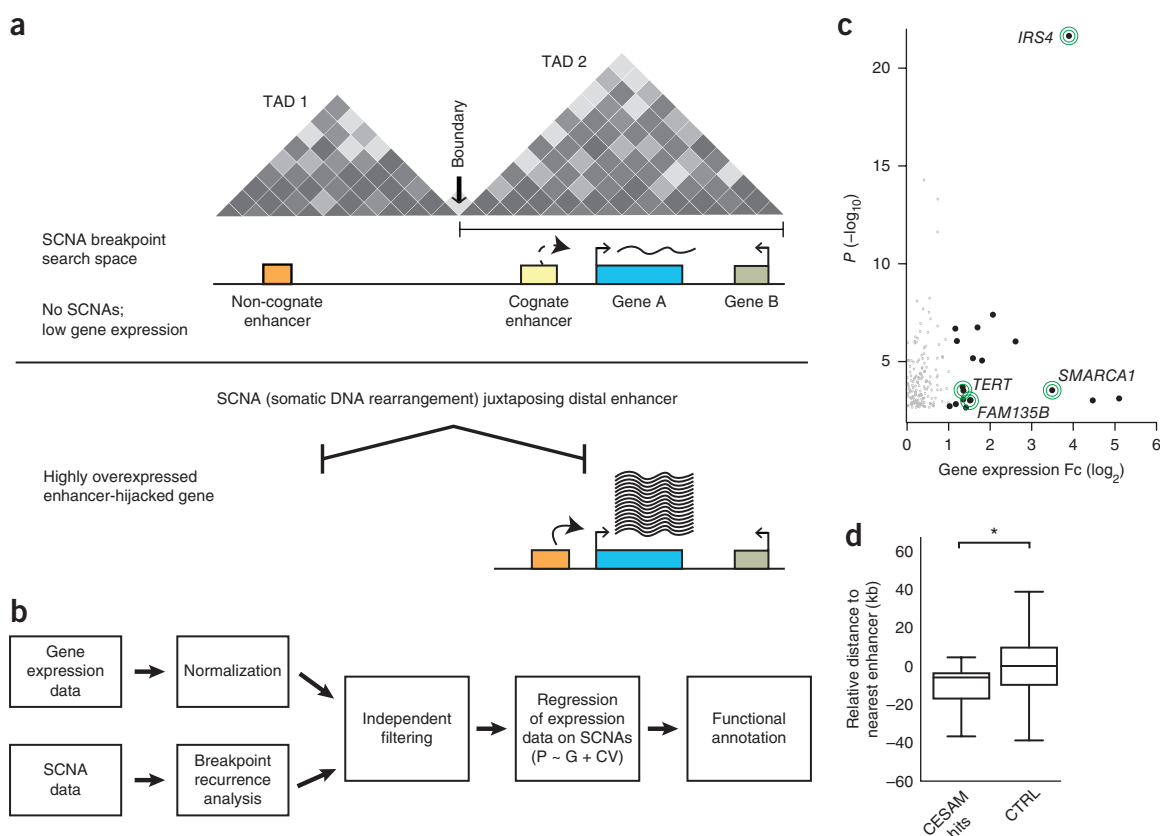 a
TAD 1
TAD 2
Boundary
SCNA breakpoint
search space
No SCNAs;
low gene expression
Non-cognate
enhancer
Cognate
enhancer
Gene A
Gene B
SCNA (somatic DNA rearrangement) juxtaposing distal enhancer
Highly overexpressed
enhancer-hijacked gene
b
Gene
expression
data
Normalization
SCNA
data
Breakpoint
recurrence
analysis
Independent
filtering
Regression
of expression
data on SCNAs
(P ~ G + CV)
Functional
annotation
c
P (–log10)
20
15
10
5
IRS4
TERT
SMARCA1
FAM135B
0 1 2 3 4 5 6
Gene expression Fc (log2)
d
Relative distance to
nearest enhancer (kb)
60
40
20
0
–20
–40
–60
*
CESAM
hits
CTRL